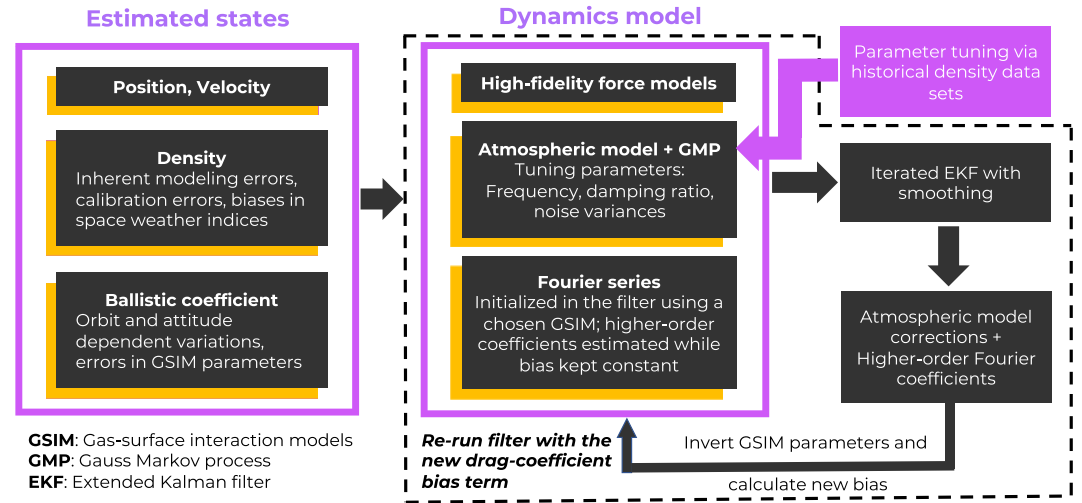 Estimated states
Position, Velocity
Density
Inherent modeling errors,
calibration errors, biases in
space weather indices
Ballistic coefficient
Orbit and attitude
dependent variations,
errors in GSIM parameters
GSIM: Gas-surface interaction models
GMP: Gauss Markov process
EKF: Extended Kalman filter
Dynamics model
High-fidelity force models
Atmospheric model + GMP
Tuning parameters:
Frequency, damping ratio,
noise variances
Fourier series
Initialized in the filter using a
chosen GSIM; higher-order
coefficients estimated while
bias kept constant
Parameter tuning via
historical density data
sets
Iterated EKF with
smoothing
Atmospheric model
corrections +
Higher-order Fourier
coefficients
Invert GSIM parameters and
calculate new bias
Re-run filter with the
new drag-coefficient
bias term